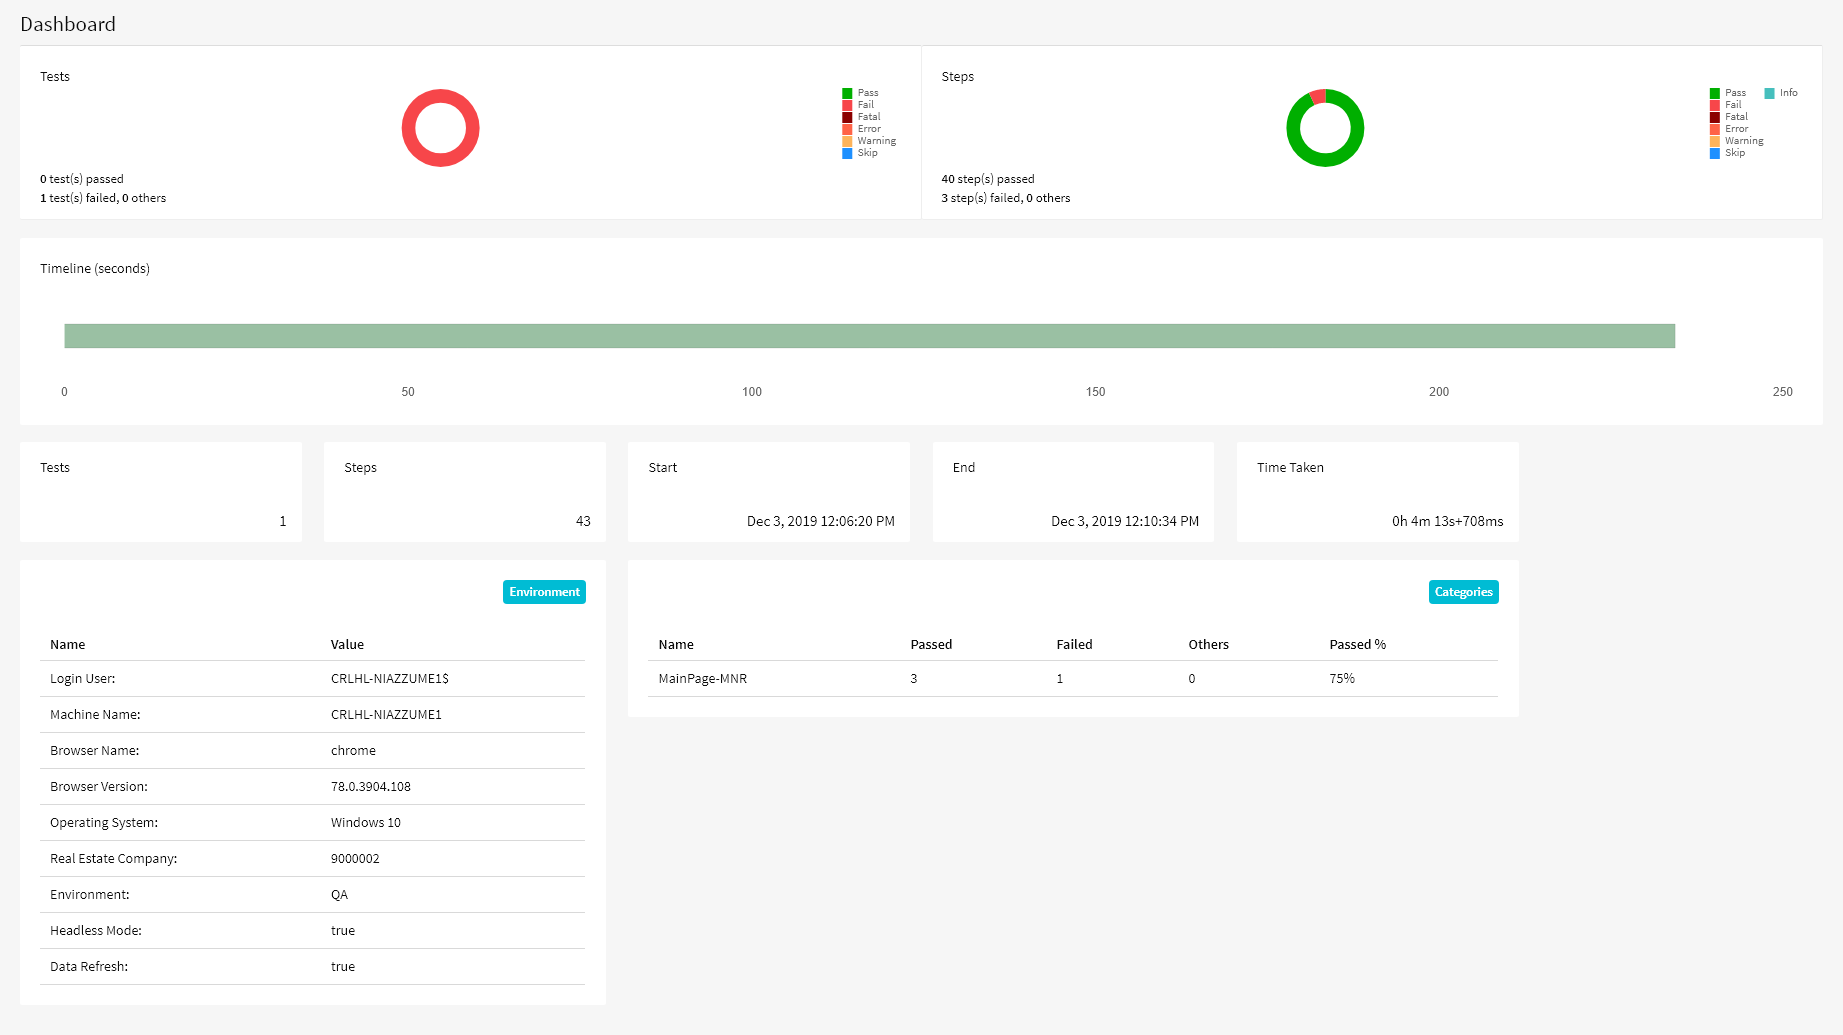 Dashboard
Tests
Pass
Fail
Fatal
Error
Warning
Skip
0 test(s) passed
1 test(s) failed, 0 others
Steps
Pass
Fail
Fatal
Error
Warning
Skip
Info
40 step(s) passed
3 step(s) failed, 0 others
Timeline (seconds)
0 50 100 150 200 250
Tests
1
Steps
43
Start
Dec 3, 2019 12:06:20 PM
End
Dec 3, 2019 12:10:34 PM
Time Taken
0h 4m 13s+708ms
Environment
Name Value
Login User: CRLHL-NIAZZUME1$
Machine Name: CRLHL-NIAZZUME1
Browser Name: chrome
Browser Version: 78.0.3904.108
Operating System: Windows 10
Real Estate Company: 9000002
Environment: QA
Headless Mode: true
Data Refresh: true
Categories
Name Passed Failed Others Passed %
MainPage-MNR 3 1 0 75%